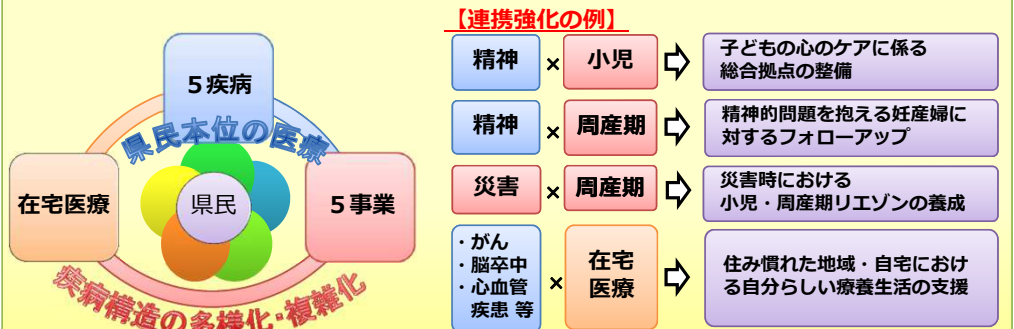 ５疾病
県民本位の医療
在宅医療
県民
５事業
疾病構造の多様化・複雑化
【連携強化の例】
精神 × 小児
子どもの心のケアに係る
総合拠点の整備
精神 × 周産期
精神的問題を抱える妊産婦に
対するフォローアップ
災害 × 周産期
災害時における
小児・周産期リエゾンの養成
・がん
・脳卒中
・心血管
疾患 等
×
在宅
医療
住み慣れた地域・自宅におけ
る自分らしい療養生活の支援